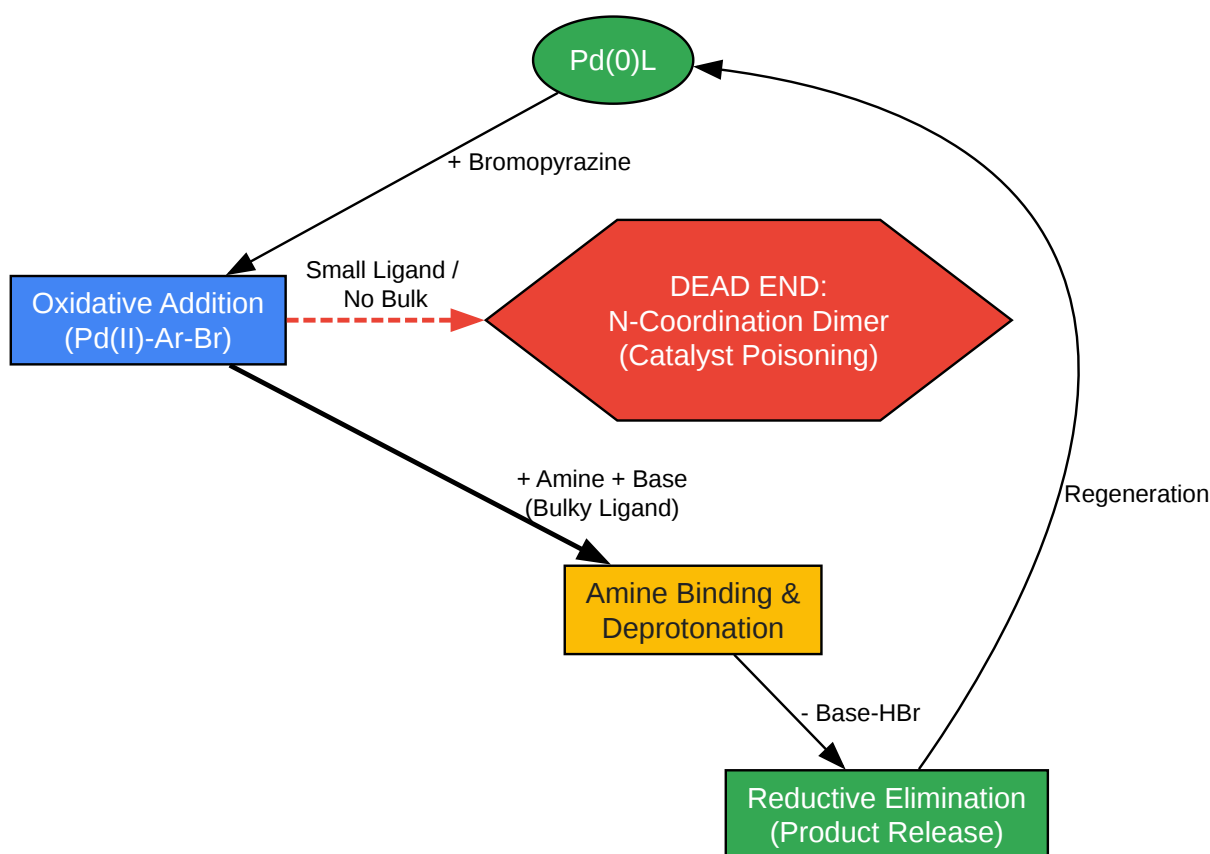 Pd(0)L
+ Bromopyrazine
Small Ligand /
No Bulk
Oxidative Addition
(Pd(II)-Ar-Br)
DEAD END:
N-Coordination Dimer
(Catalyst Poisoning)
+ Amine + Base
(Bulky Ligand)
Regeneration
Amine Binding &
Deprotonation
- Base-HBr
Reductive Elimination
(Product Release)